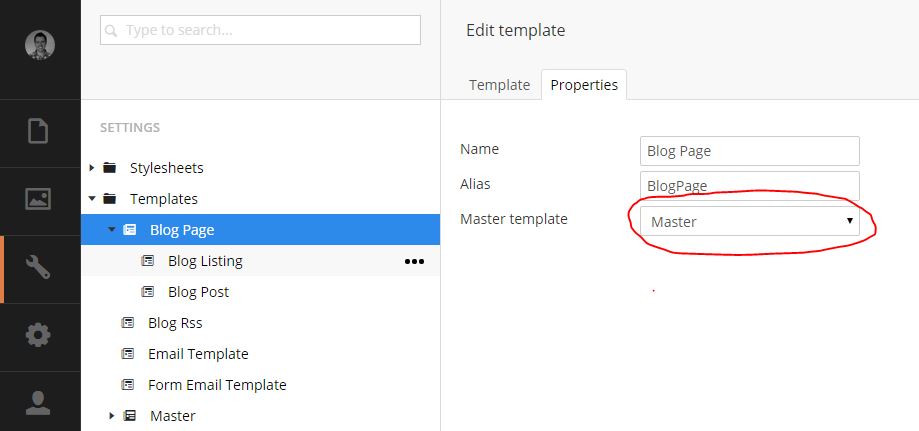 Type to search...
SETTINGS
Stylesheets
Templates
Blog Page
Blog Listing
Blog Post
Blog Rss
Email Template
Form Email Template
Master
Edit template
Template Properties
Name Blog Page
Alias BlogPage
Master template Master